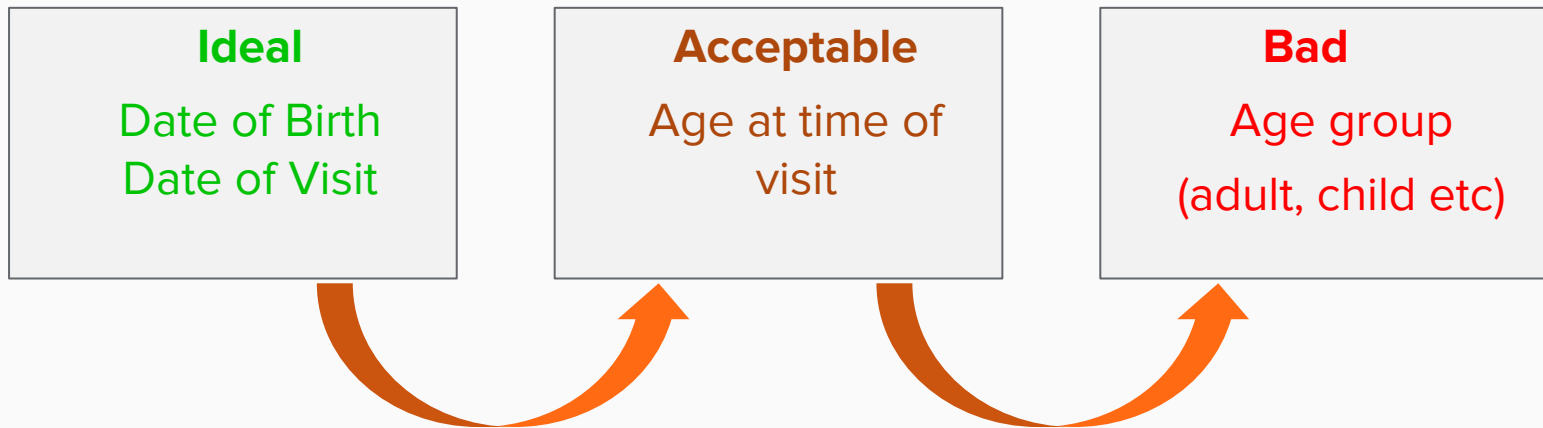 Ideal
Date of Birth
Date of Visit
Acceptable
Age at time of
visit
Bad
Age group
(adult, child etc)